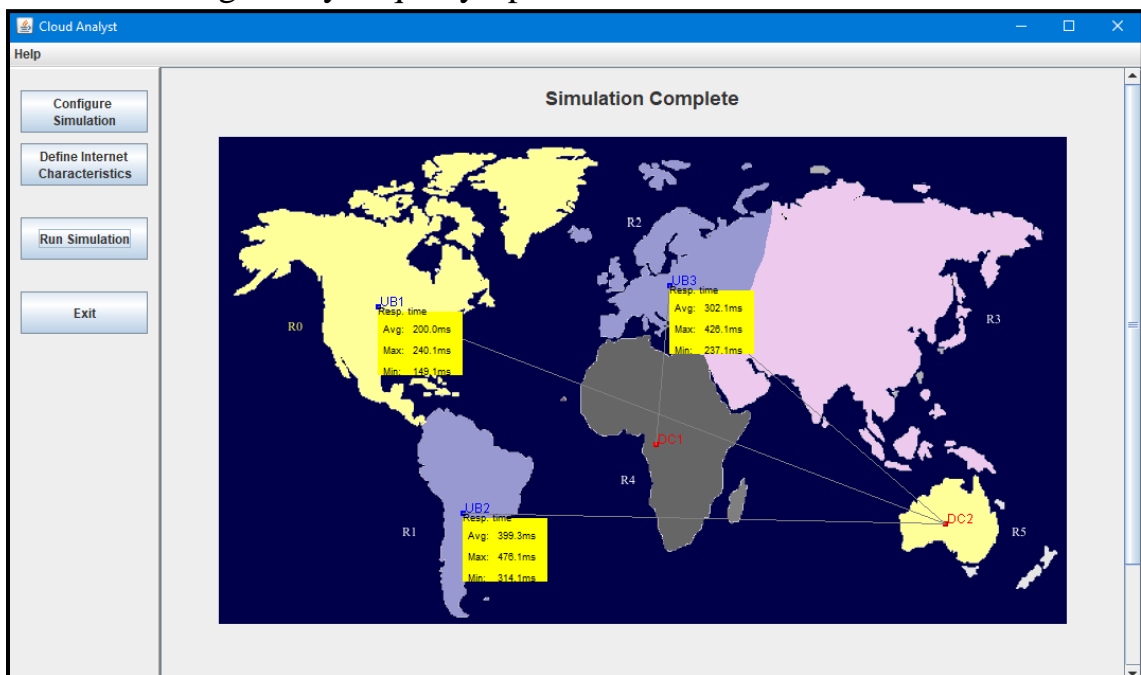 Cloud Analyst
Help
Configure
Simulation
Define Internet
Characteristics
Run Simulation
Exit
Simulation Complete
R2
UB3
Resp. time
Avg: 302.1ms
Max: 426.1ms
Min: 237.1ms
UB1
Resp. time
Avg: 200.0ms
Max: 240.1ms
Min: 149.1ms
R0
R3
DC1
R4
UB2
Resp. time
Avg: 399.3ms
Max: 476.1ms
Min: 314.1ms
R1
DC2
R5